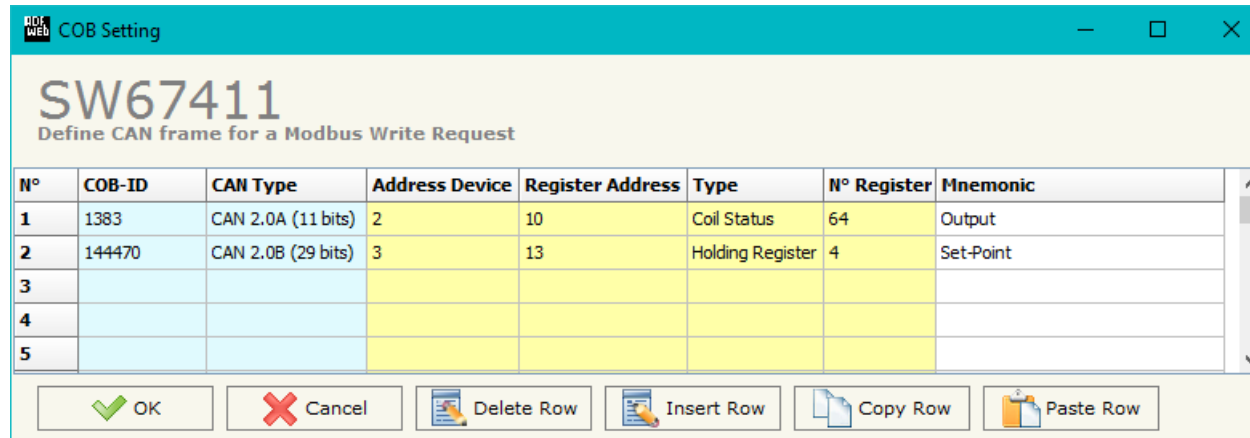 ADF WEB COB Setting
SW67411
Define CAN frame for a Modbus Write Request
N° COB-ID CAN Type Address Device Register Address Type N° Register Mnemonic
1 1383 CAN 2.0A (11 bits) 2 10 Coil Status 64 Output
2 144470 CAN 2.0B (29 bits) 3 13 Holding Register 4 Set-Point
3
4
5
OK Cancel Delete Row Insert Row Copy Row Paste Row